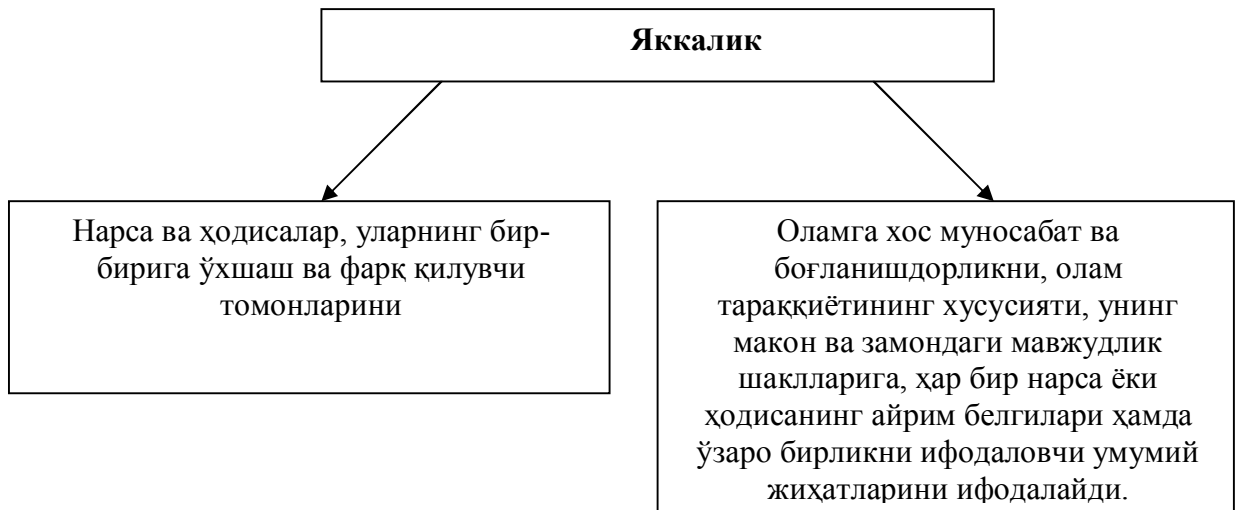 Яккалик
Нарса ва ҳодисалар, уларнинг бир-
бирига ўхшаш ва фарқ қилувчи
томонларини
Оламга хос муносабат ва
боғланишдорликни, олам
тараққиётининг хусусияти, унинг
макон ва замондаги мавжудлик
шаклларига, ҳар бир нарса ёки
ҳодисанинг айрим белгилари ҳамда
ўзаро бирликни ифодаловчи умумий
жиҳатларини ифодалайди.